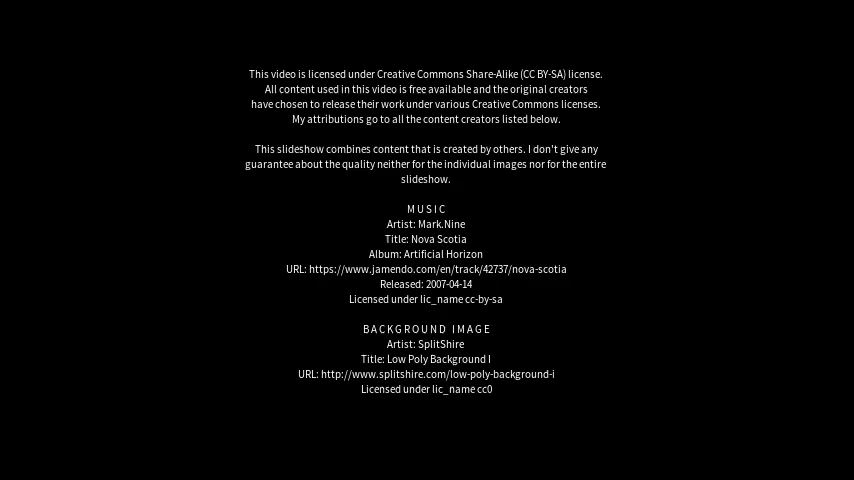 This video is licensed under Creative Commons Share-Alike (CC BY-SA) license.
All content used in this video is free available and the original creators
have chosen to release their work under various Creative Commons licenses.
My attributions go to all the content creators listed below.
This slideshow combines content that is created by others. I don't give any
guarantee about the quality neither for the individual images nor for the entire
slideshow.
MUSIC
Artist: Mark.Nine
Title: Nova Scotia
Album: Artificial Horizon
URL: https://www.jamendo.com/en/track/42737/nova-scotia
Released: 2007-04-14
Licensed under lic_name cc-by-sa
BACKGROUND IMAGE
Artist: SplitShire
Title: Low Poly Background I
URL: http://www.splitshire.com/low-poly-background-i
Licensed under lic_name cc0